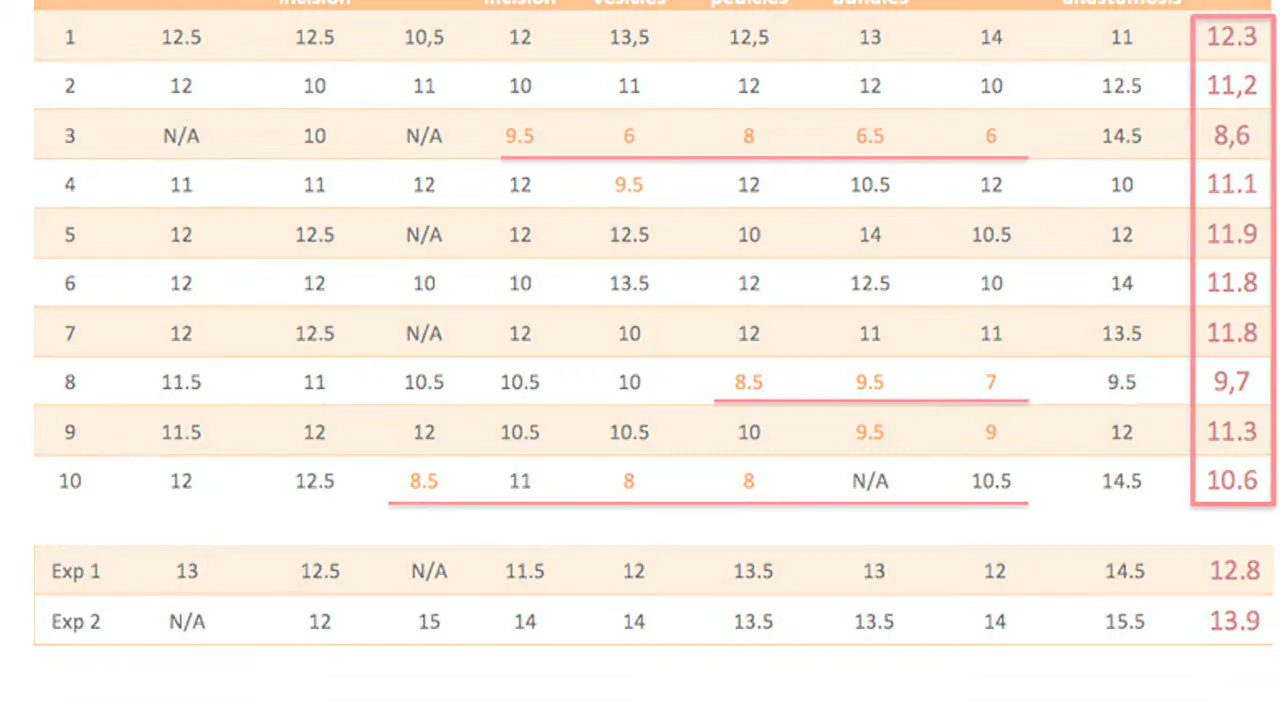 incision incision vesicles pedicles bundles anastomosis
1 12.5 12.5 10,5 12 13,5 12,5 13 14 11 12.3
2 12 10 11 10 11 12 12 10 12.5 11,2
3 N/A 10 N/A 9.5 6 8 6.5 6 14.5 8,6
4 11 11 12 12 9.5 12 10.5 12 10 11.1
5 12 12.5 N/A 12 12.5 10 14 10.5 12 11.9
6 12 12 10 10 13.5 12 12.5 10 14 11.8
7 12 12.5 N/A 12 10 12 11 11 13.5 11.8
8 11.5 11 10.5 10.5 10 8.5 9.5 7 9.5 9,7
9 11.5 12 12 10.5 10.5 10 9.5 9 12 11.3
10 12 12.5 8.5 11 8 8 N/A 10.5 14.5 10.6
Exp 1 13 12.5 N/A 11.5 12 13.5 13 12 14.5 12.8
Exp 2 N/A 12 15 14 14 13.5 13.5 14 15.5 13.9